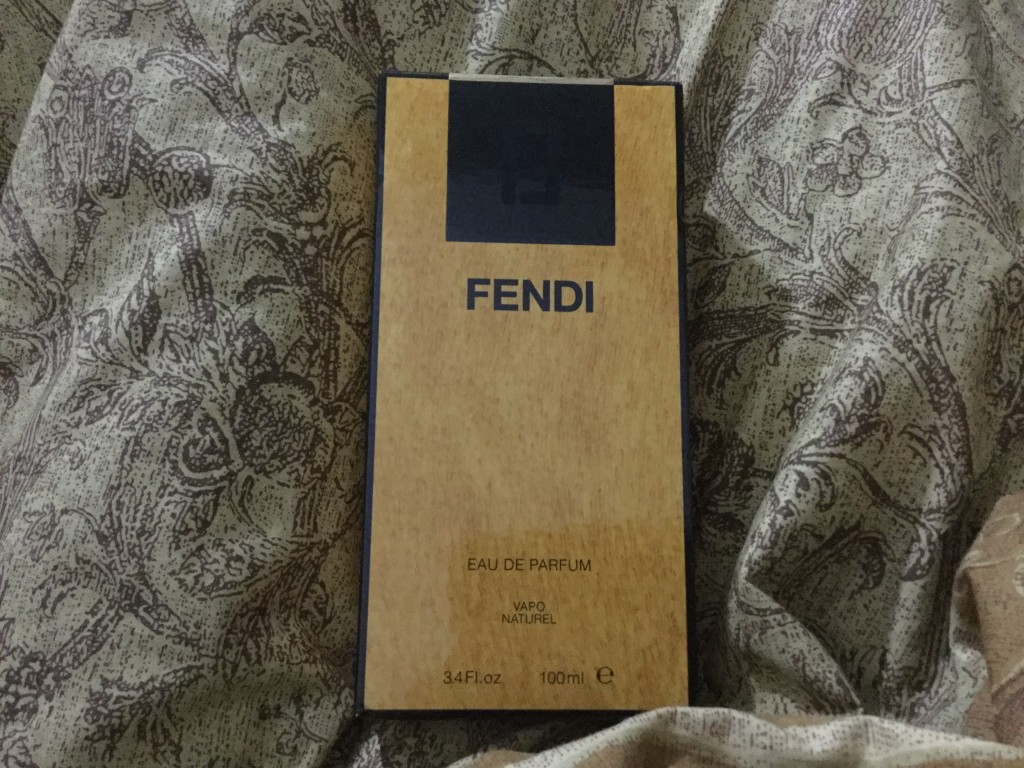 FENDI
EAU DE PARFUM
VAPO
NATUREL
3.4Fl.oz 100ml e